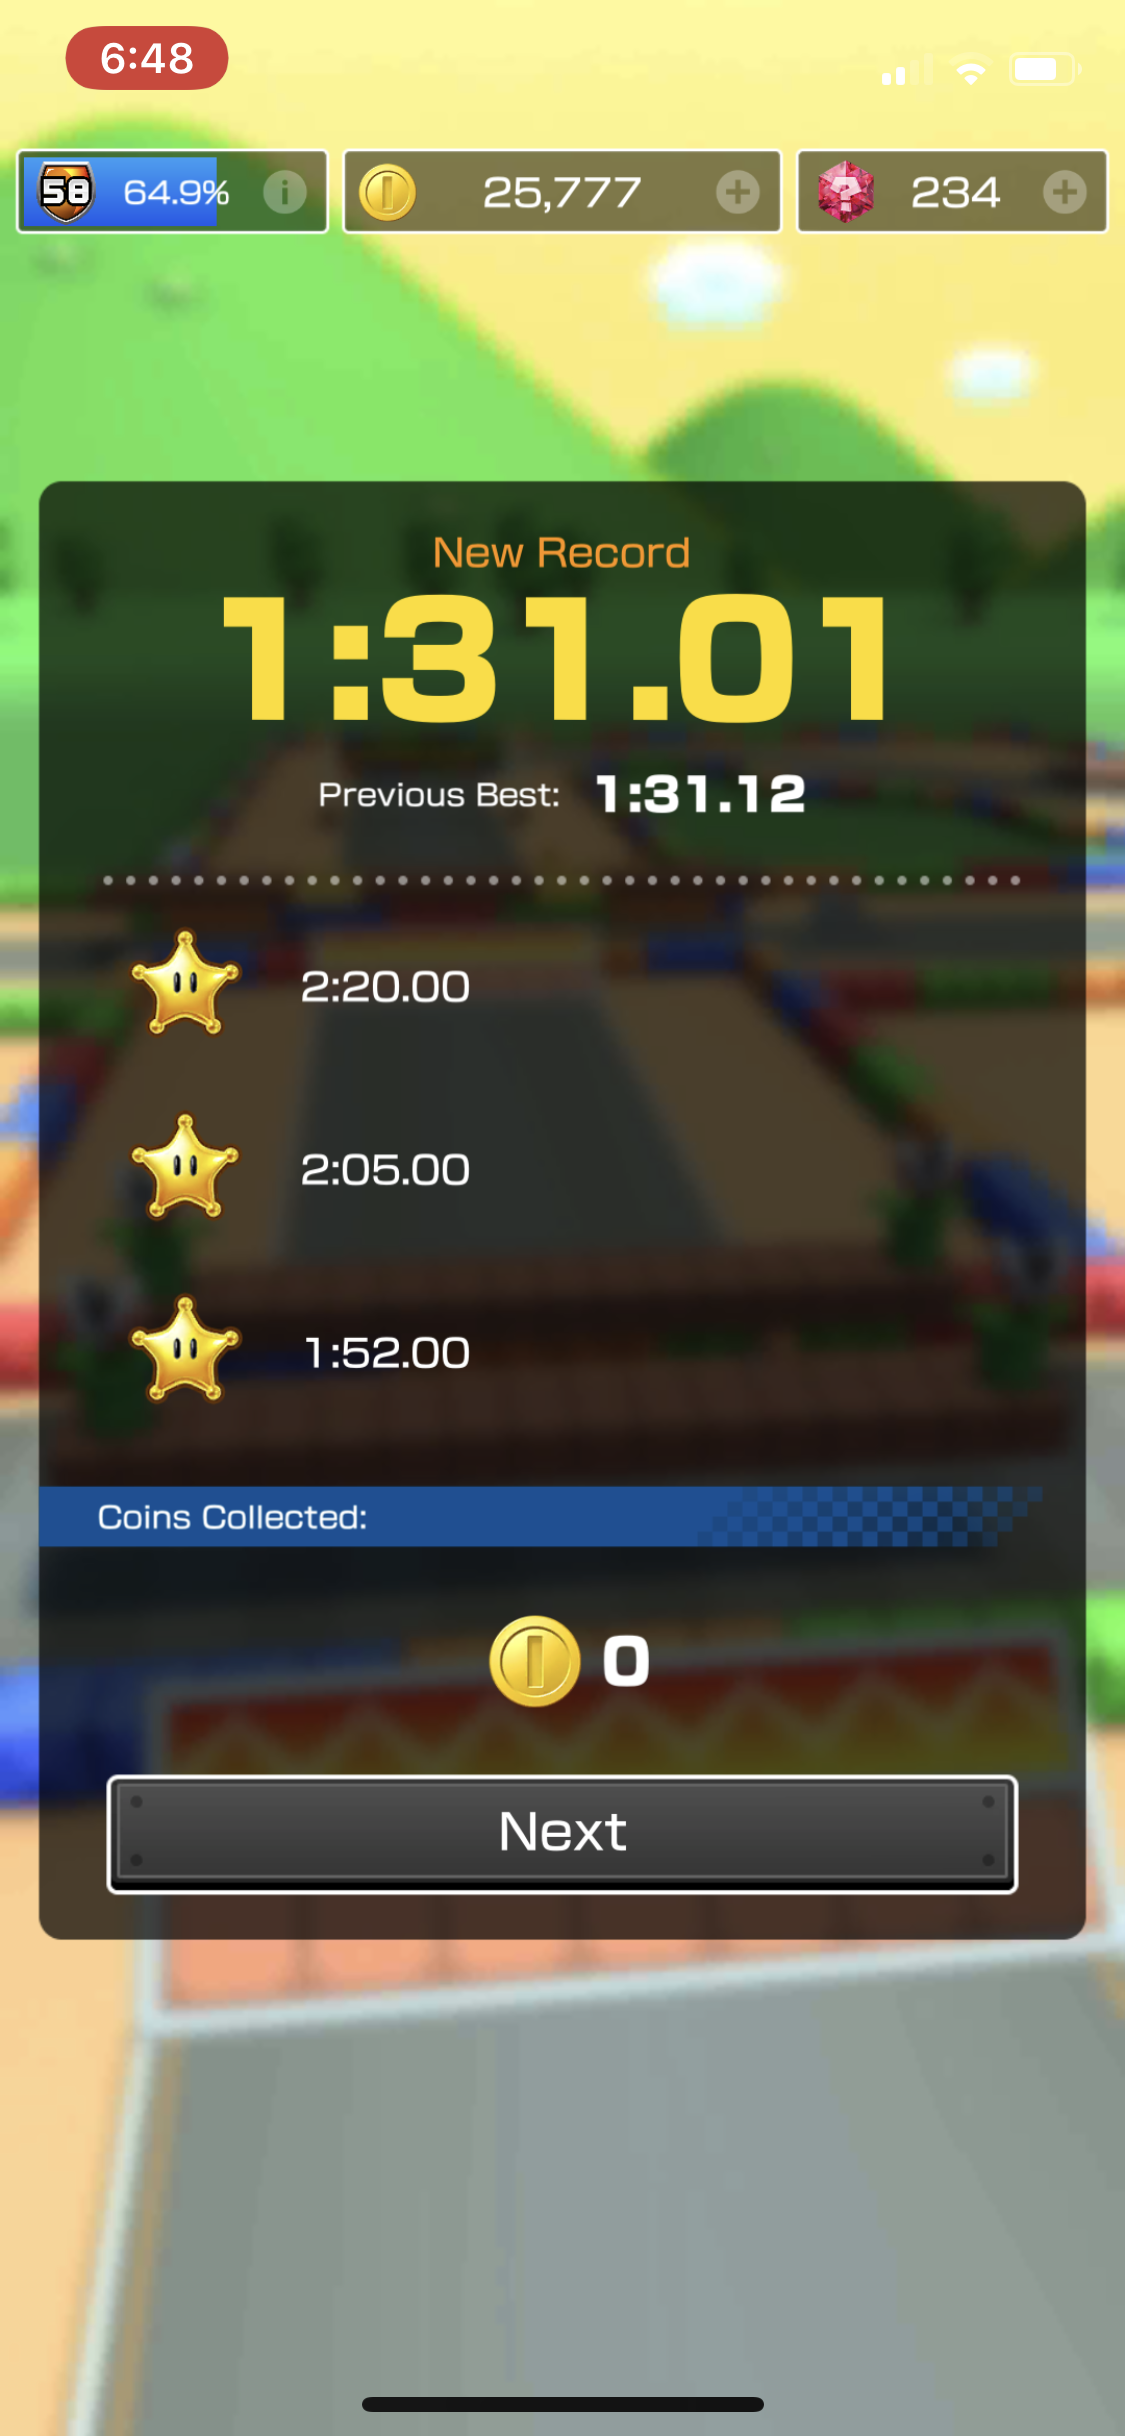 6:48
58 64.9% i 25,777 + ? 234 +
New Record
1:31.01
Previous Best: 1:31.12
2:20.00
2:05.00
1:52.00
Coins Collected:
0
Next